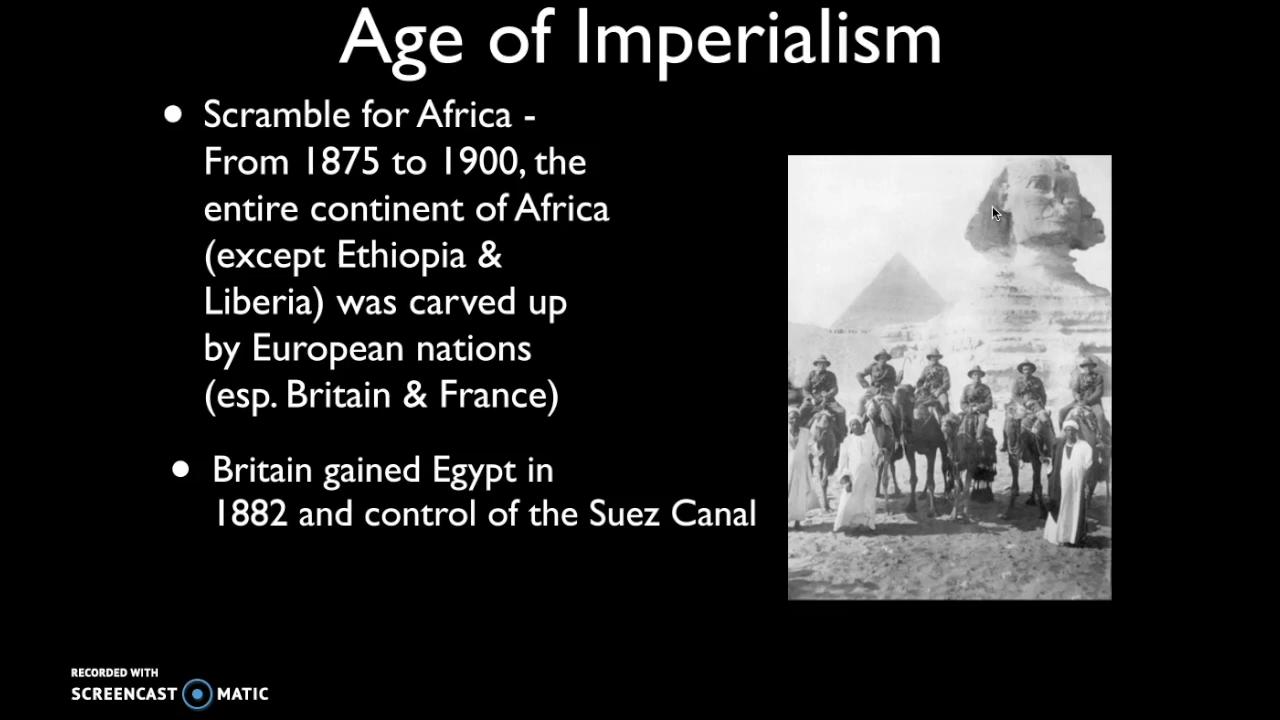 Age of Imperialism
• Scramble for Africa -
From 1875 to 1900, the
entire continent of Africa
(except Ethiopia &
Liberia) was carved up
by European nations
(esp. Britain & France)
• Britain gained Egypt in
1882 and control of the Suez Canal
RECORDED WITH
SCREENCAST MATIC